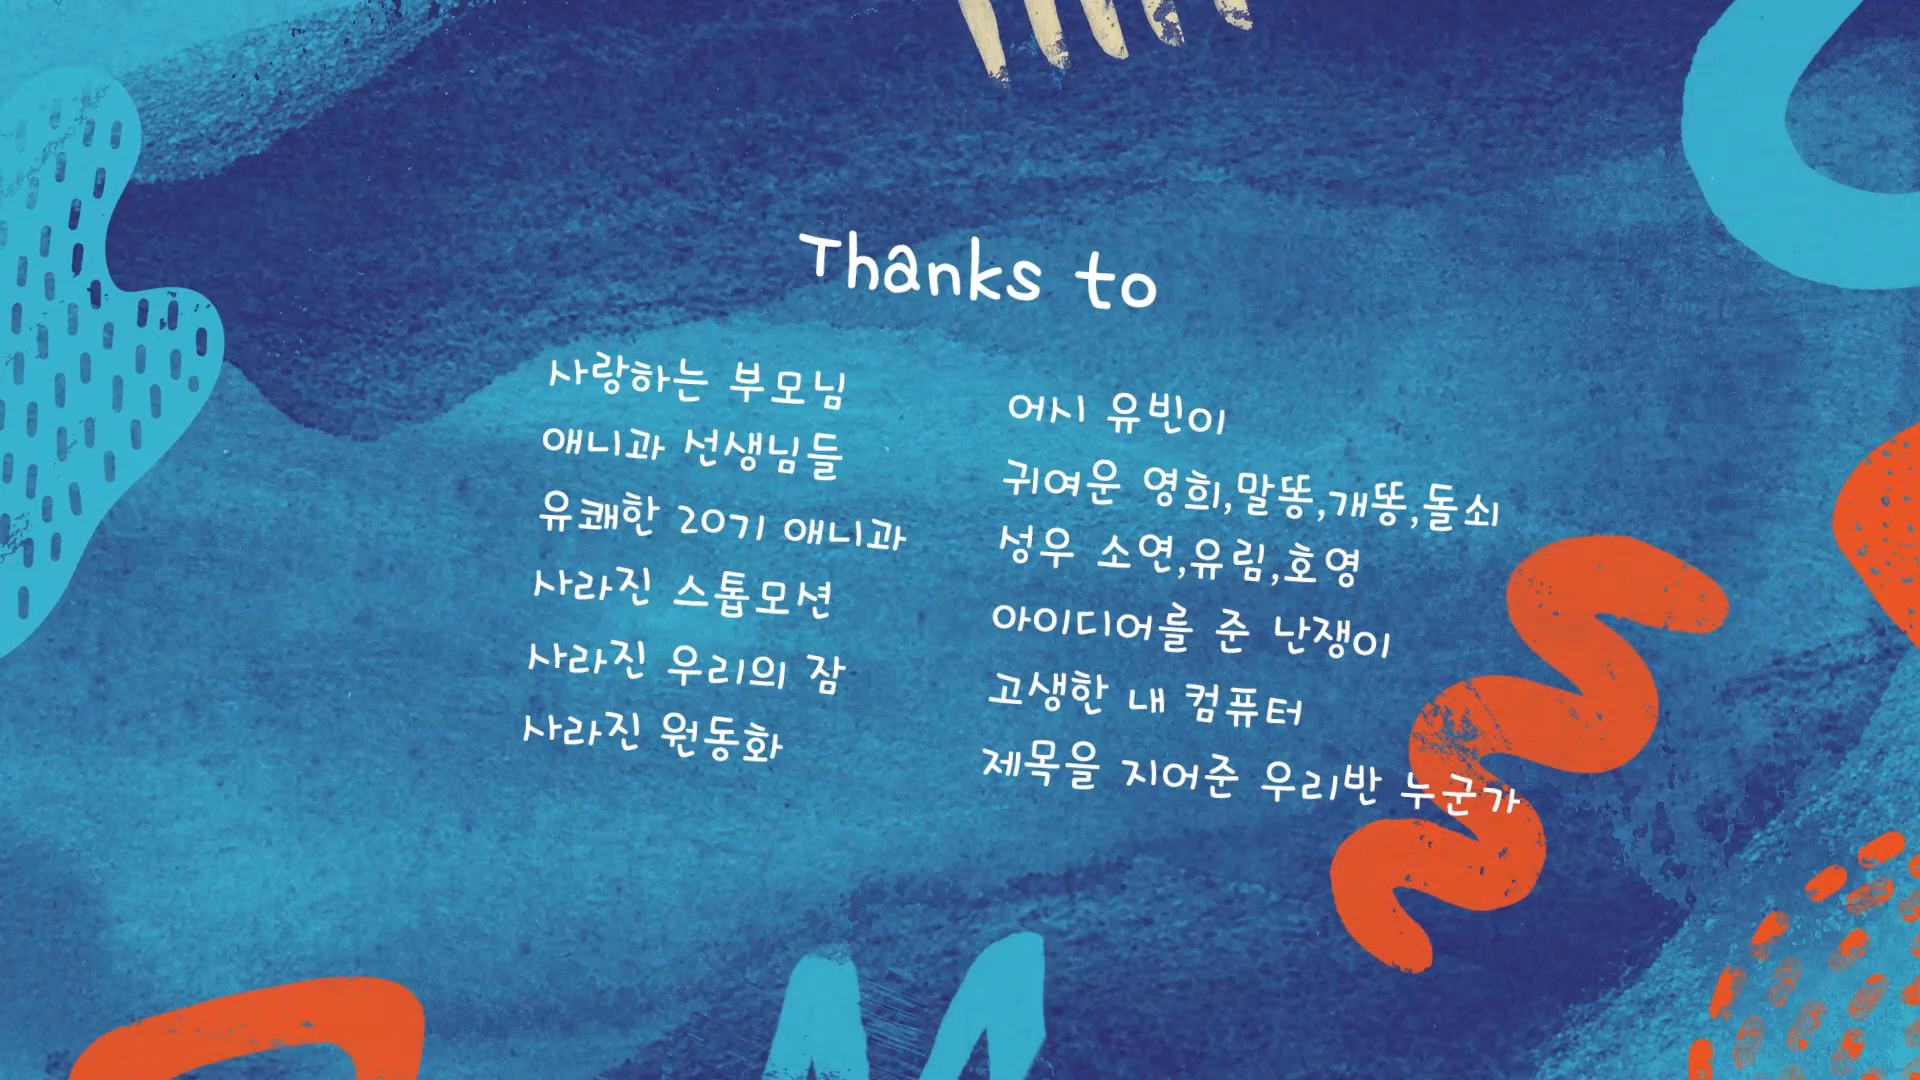 Thanks to
사랑하는 부모님
애니과 선생님들
유쾌한 20기 애니과
사라진 스톱모션
사라진 우리의 잠
사라진 원동화
어시 유빈이
귀여운 영희,말똥,개똥,돌쇠
성우 소연,유림,호영
아이디어를 준 난쟁이
고생한 내 컴퓨터
제목을 지어준 우리반 누군가